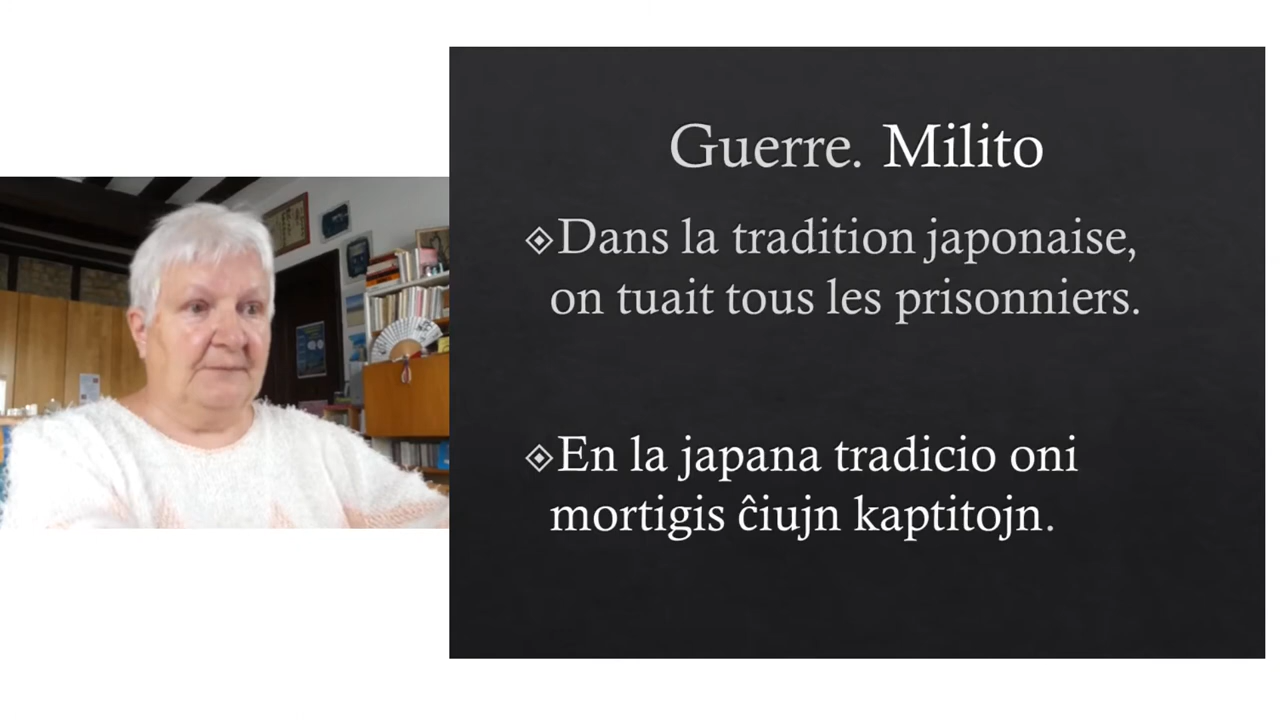 Guerre. Milito
Dans la tradition japonaise,
on tuait tous les prisonniers.
En la japana tradicio oni
mortigis ĉiujn kaptitojn.